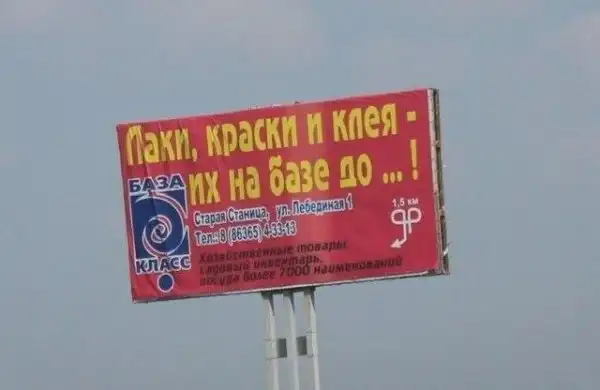 Лаки, краски и клея -
их на базе до ... !
БАЗА
КЛАСС
Старая Станица, ул. Лебединая 1
Тел.: 8 (86365) 4-33-13
1,5 км
Хозяйственные товары,
садовый инвентарь,
посуда более 7000 наименований